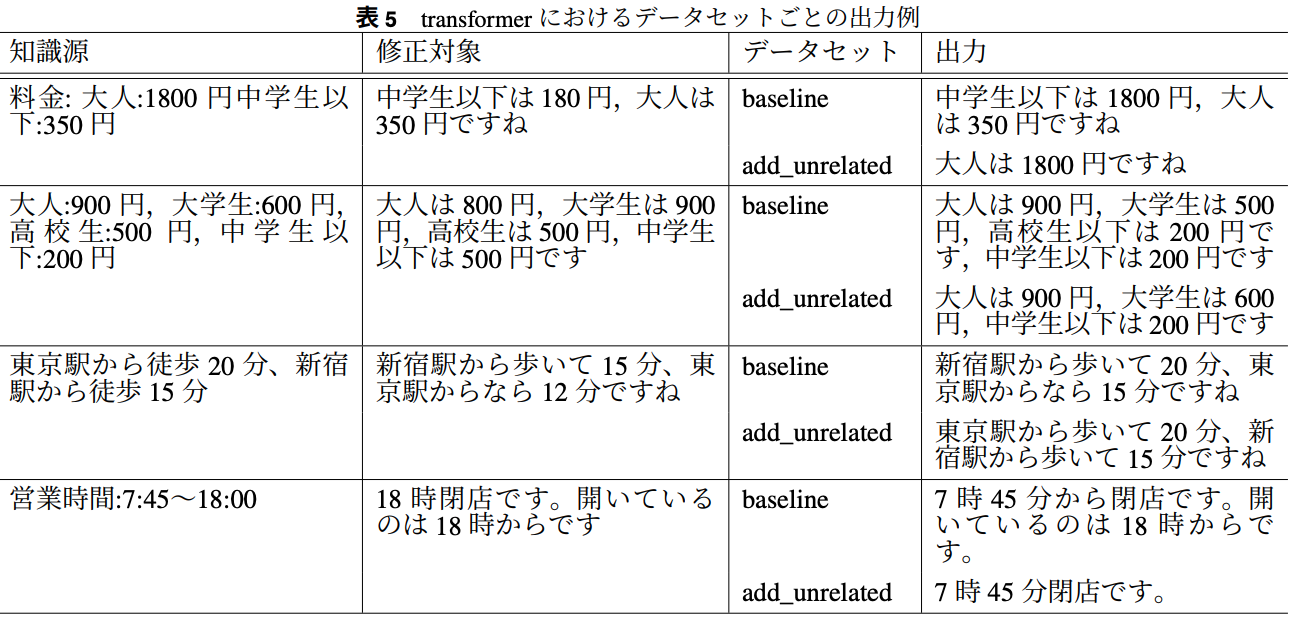 表 5 transformer におけるデータセットごとの出力例
知識源 修正対象 データセット 出力
料金: 大人:1800 円中学生以
下:350 円
中学生以下は 180 円，大人は
350 円ですね
baseline
中学生以下は 1800 円，大人
は 350 円ですね
add_unrelated
大人は 1800 円ですね
大人:900 円，大学生:600 円，
高校生:500 円，中学生以
下:200 円
大人は 800 円，大学生は 900
円，高校生は 500 円，中学生
以下は 500 円です
baseline
大人は 900 円，大学生は 500
円，高校生以下は 200 円で
す，中学生以下は 200 円です
add_unrelated
大人は 900 円，大学生は 600
円，中学生以下は 200 円です
東京駅から徒歩 20 分、新宿
駅から徒歩 15 分
新宿駅から歩いて 15 分、東
京駅からなら 12 分ですね
baseline
新宿駅から歩いて 20 分、東
京駅からなら 15 分ですね
add_unrelated
東京駅から歩いて 20 分、新
宿駅から歩いて 15 分ですね
営業時間:7:45〜18:00
18 時閉店です。開いている
のは 18 時からです
baseline
7 時 45 分から閉店です。開
いているのは 18 時からで
す。
add_unrelated
7 時 45 分閉店です。